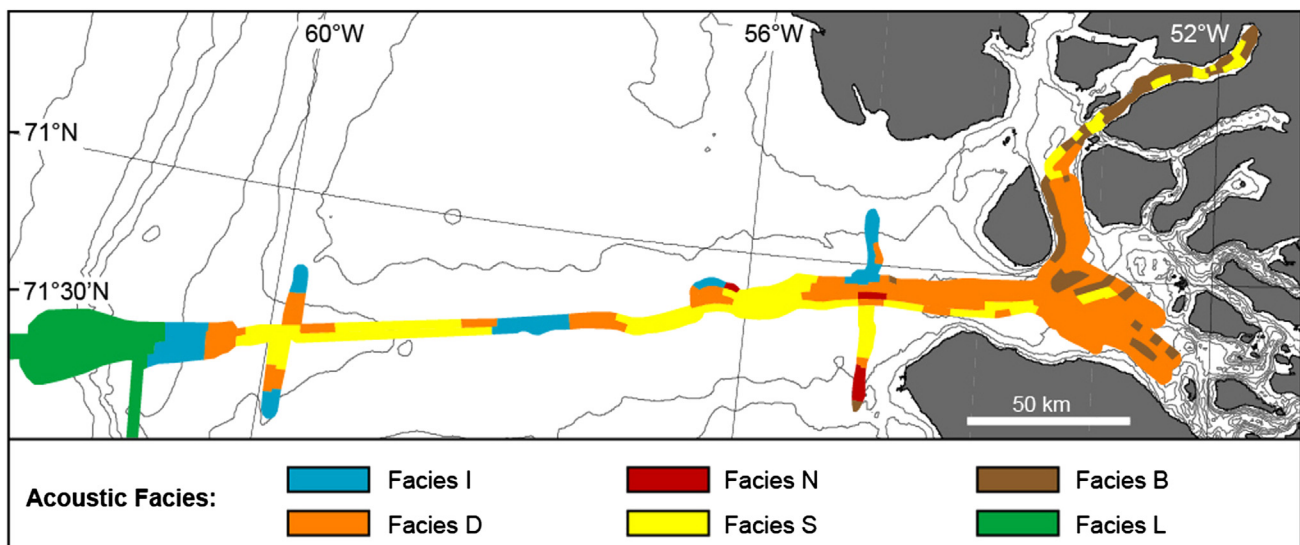 60°W
56°W
52°W
71°N
71°30'N
50 km
Acoustic Facies:
Facies I
Facies N
Facies B
Facies D
Facies S
Facies L